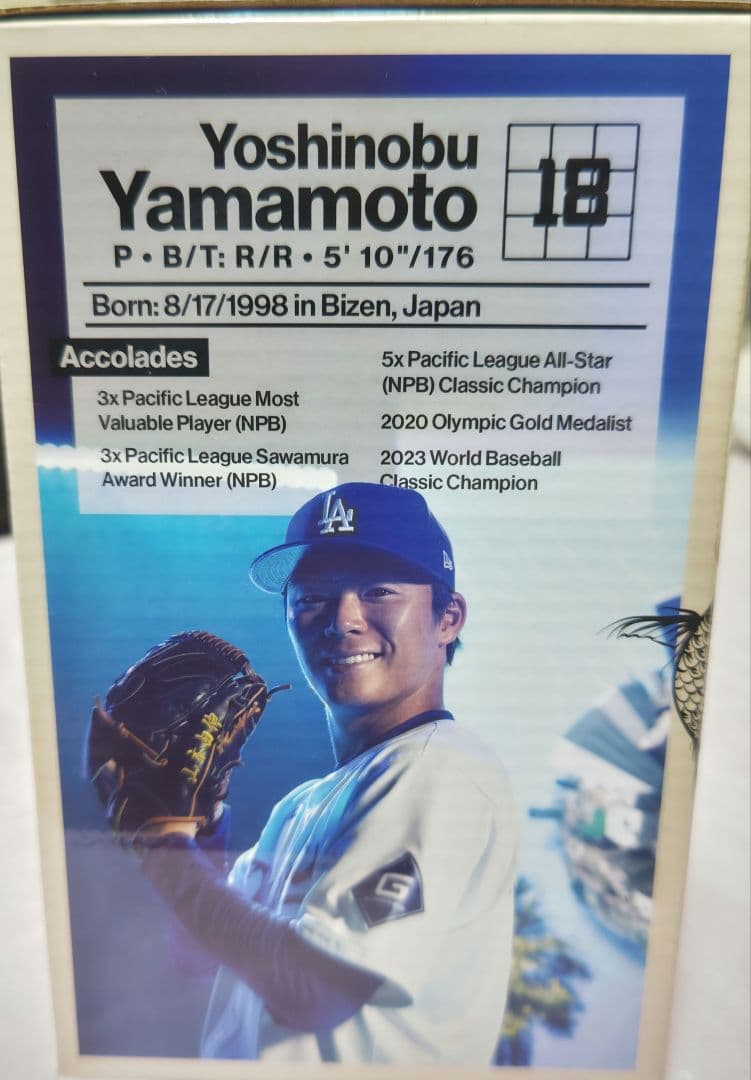 Yoshinobu
Yamamoto
18
P • B/T: R/R • 5' 10"/176
Born: 8/17/1998 in Bizen, Japan
Accolades
3x Pacific League Most
Valuable Player (NPB)
3x Pacific League Sawamura
Award Winner (NPB)
5x Pacific League All-Star
(NPB) Classic Champion
2020 Olympic Gold Medalist
2023 World Baseball
Classic Champion
LA
G